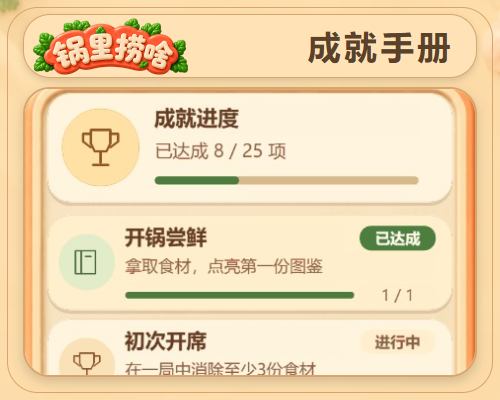 锅里捞啥
成就手册
成就进度
已达成 8 / 25 项
开锅尝鲜
已达成
拿取食材，点亮第一份图鉴
1 / 1
初次开席
进行中
在一局中消除至少3份食材